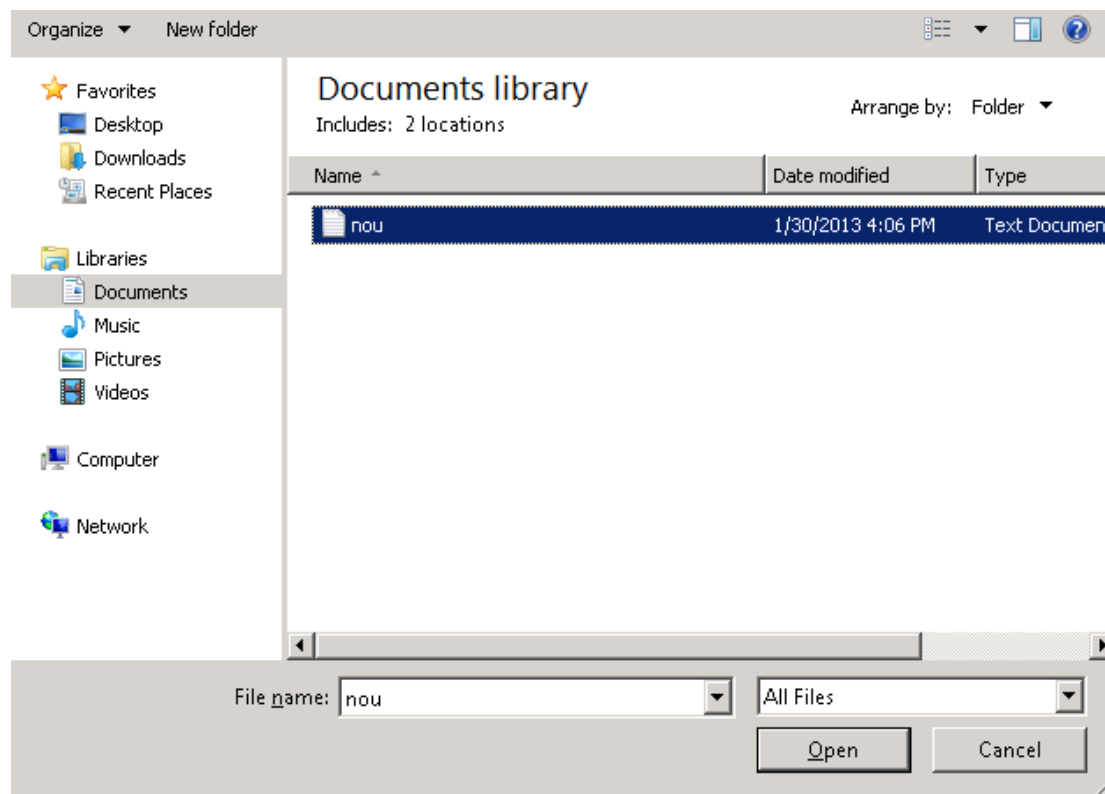 Organize New folder
Favorites
Desktop
Downloads
Recent Places
Libraries
Documents
Music
Pictures
Videos
Computer
Network
Documents library
Includes: 2 locations
Arrange by: Folder
Name Date modified Type
nou 1/30/2013 4:06 PM Text Documen
File name: nou All Files
Open Cancel